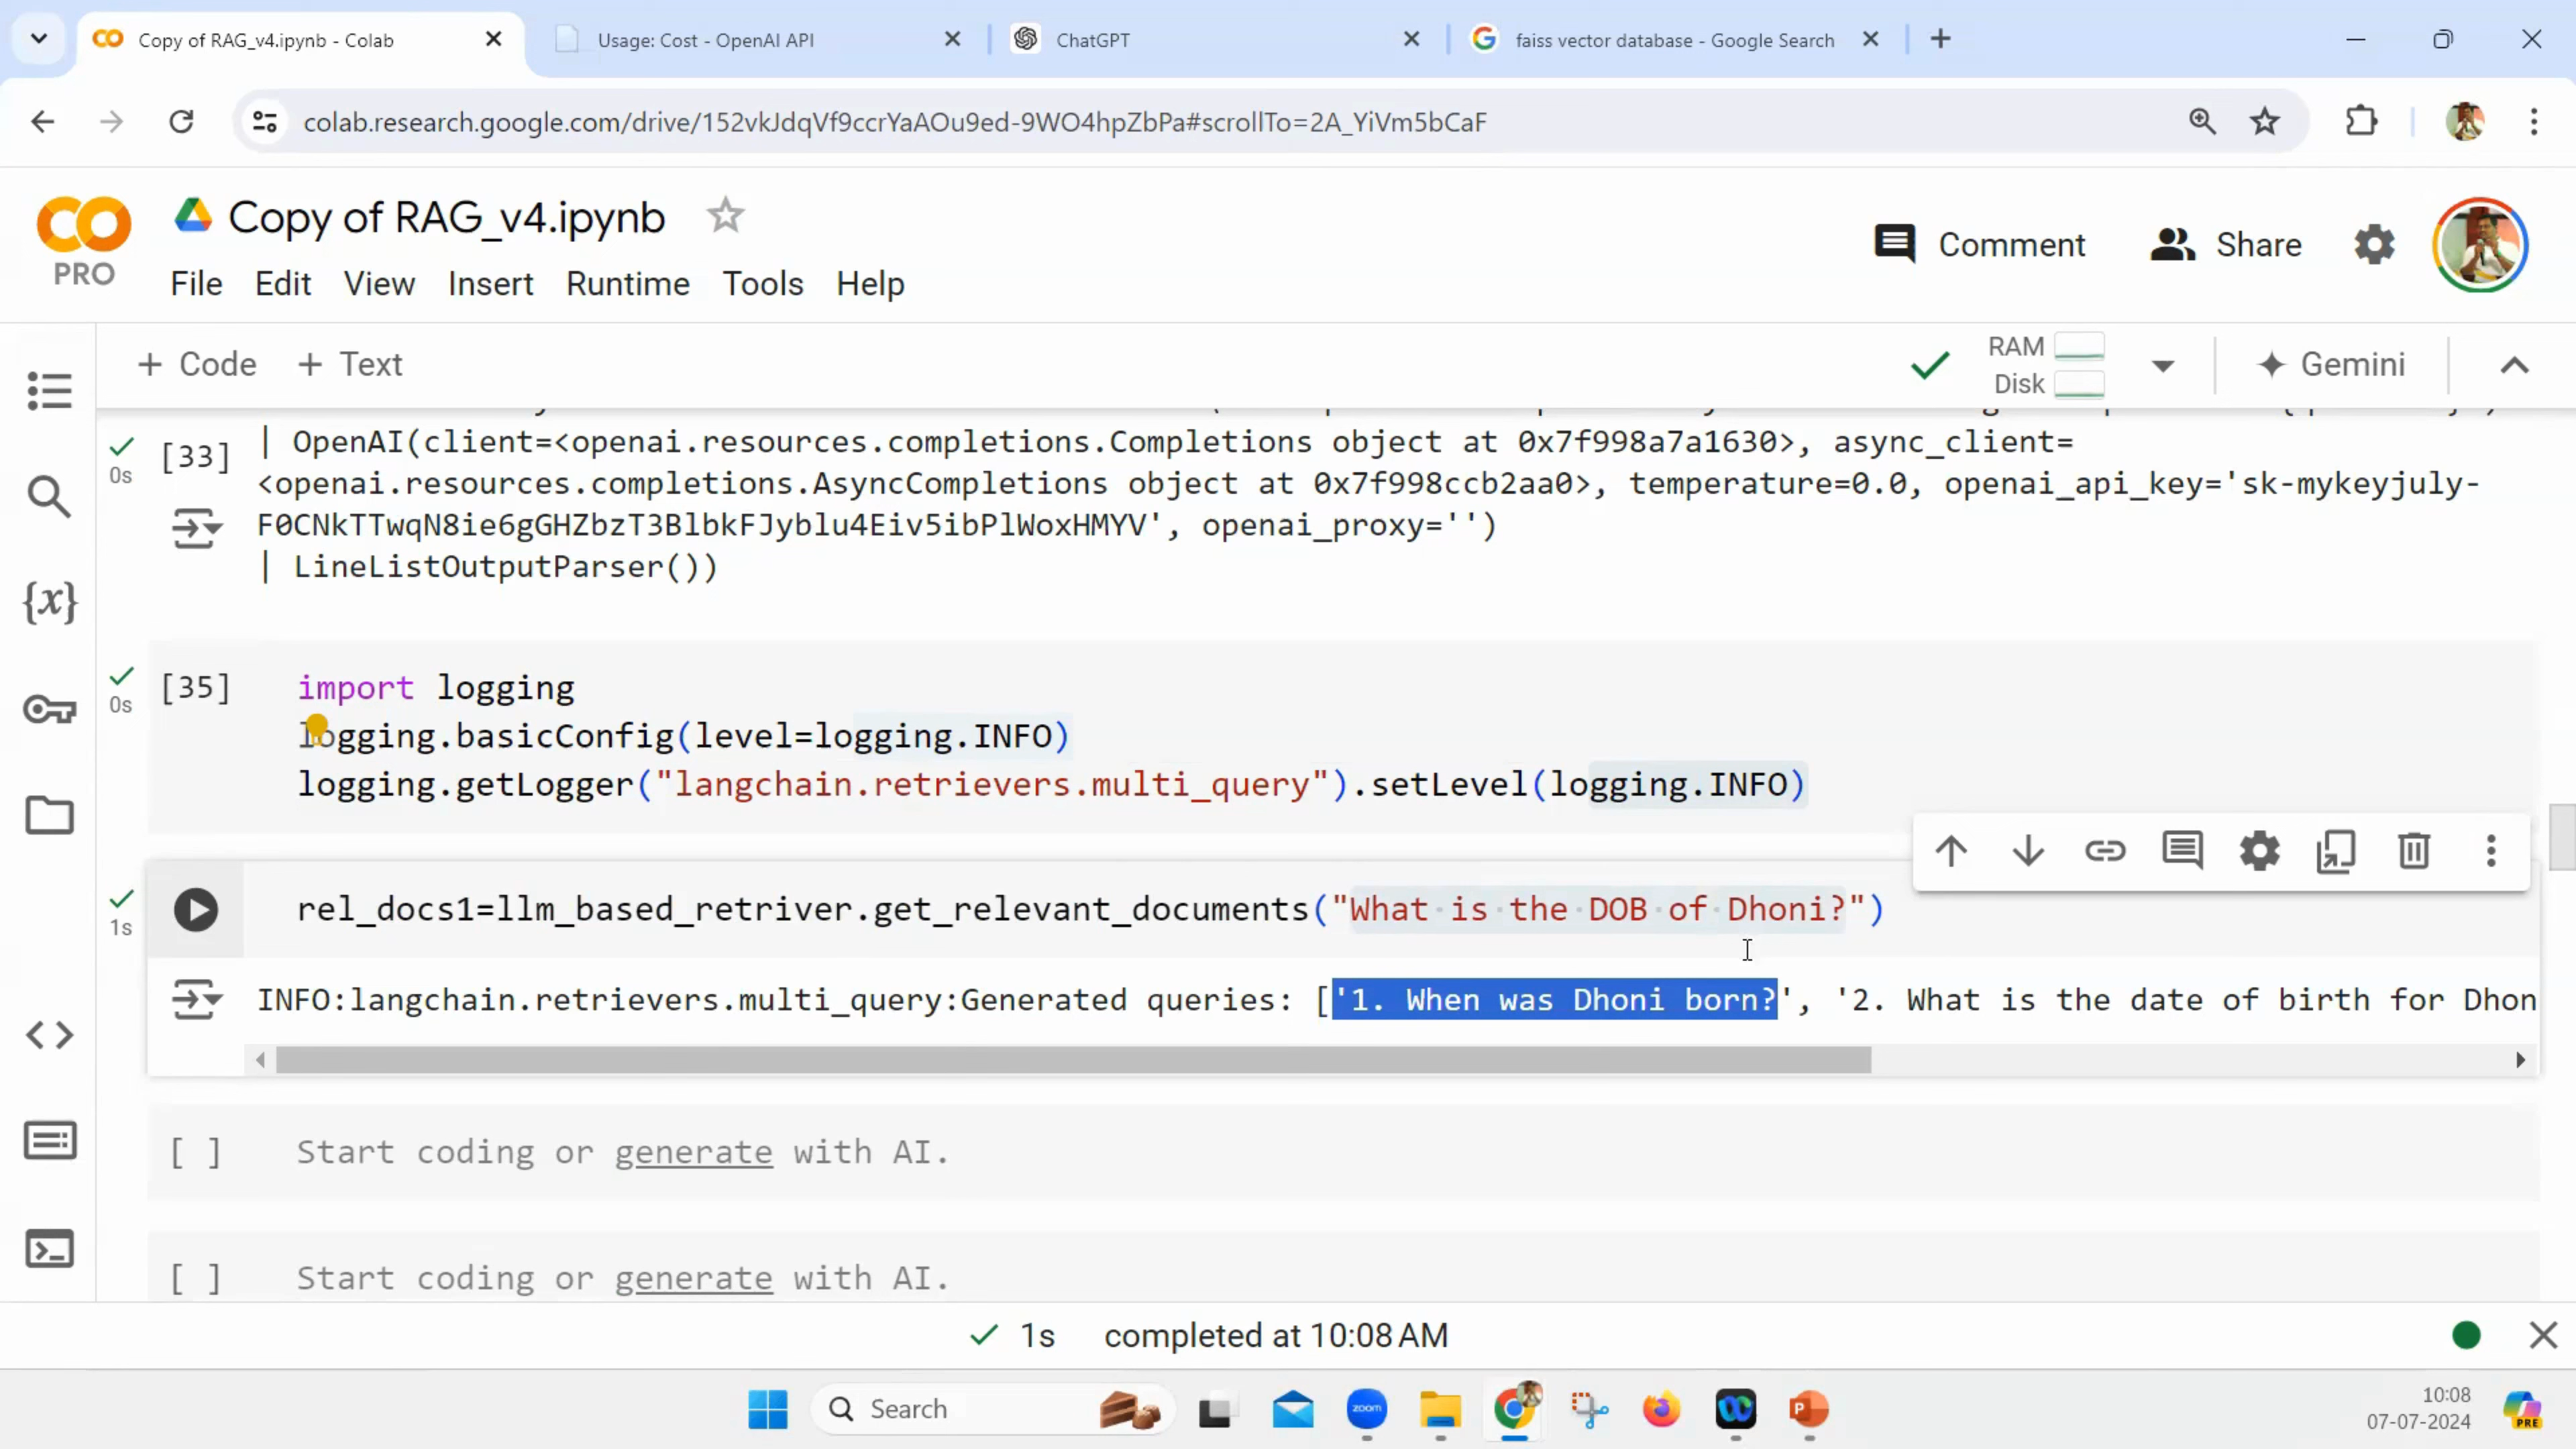 Copy of RAG_v4.ipynb - Colab
Usage: Cost - OpenAI API
ChatGPT
faiss vector database - Google Search
colab.research.google.com/drive/152vkJdqVf9ccrYaAOu9ed-9WO4hpZbPa#scrollTo=2A_YiVm5bCaF
CO
PRO
Copy of RAG_v4.ipynb
Comment
Share
File Edit View Insert Runtime Tools Help
+ Code + Text
RAM
Disk
Gemini
[33]
0s
| OpenAI(client=<openai.resources.completions.Completions object at 0x7f998a7a1630>, async_client=
<openai.resources.completions.AsyncCompletions object at 0x7f998ccb2aa0>, temperature=0.0, openai_api_key='sk-mykeyjuly-
F0CNkTTwqN8ie6gGHZbzT3BlbkFJyblu4Eiv5ibPlWoxHMYV', openai_proxy='')
| LineListOutputParser())
[35]
0s
import logging
logging.basicConfig(level=logging.INFO)
logging.getLogger("langchain.retrievers.multi_query").setLevel(logging.INFO)
1s
rel_docs1=llm_based_retriver.get_relevant_documents("What is the DOB of Dhoni?")
INFO:langchain.retrievers.multi_query:Generated queries: ['1. When was Dhoni born?', '2. What is the date of birth for Dhon
[ ] Start coding or generate with AI.
[ ] Start coding or generate with AI.
1s completed at 10:08 AM
Search
zoom
10:08
07-07-2024
PRE